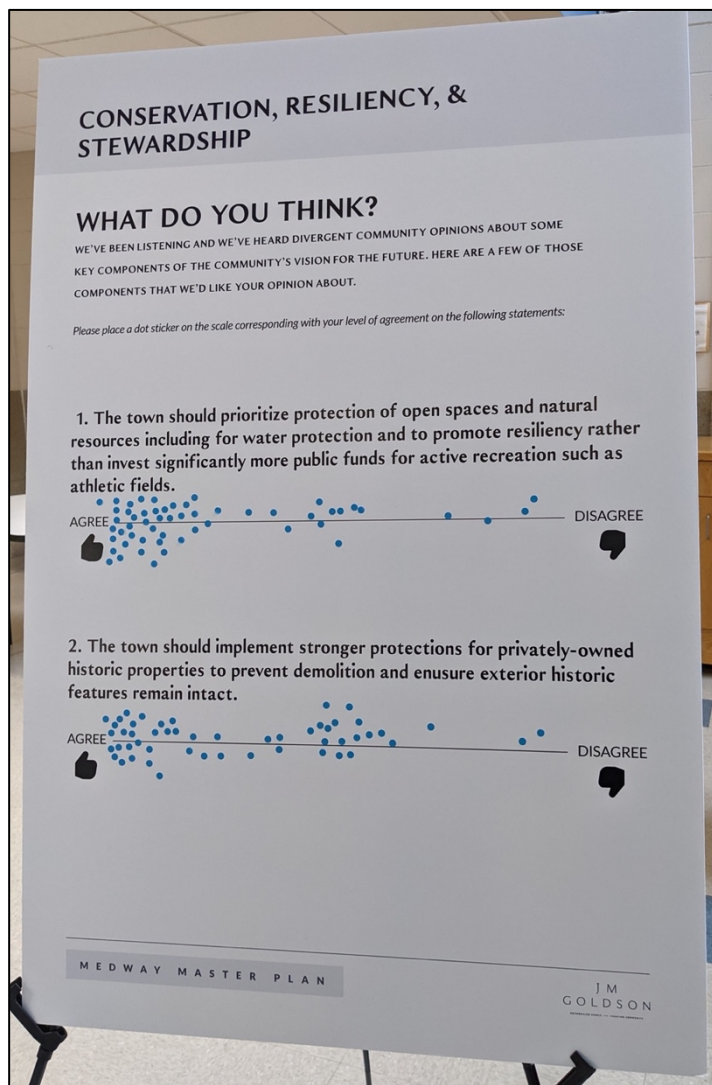 CONSERVATION, RESILIENCY, &
STEWARDSHIP
WHAT DO YOU THINK?
WE'VE BEEN LISTENING AND WE'VE HEARD DIVERGENT COMMUNITY OPINIONS ABOUT SOME
KEY COMPONENTS OF THE COMMUNITY'S VISION FOR THE FUTURE. HERE ARE A FEW OF THOSE
COMPONENTS THAT WE'D LIKE YOUR OPINION ABOUT.
Please place a dot sticker on the scale corresponding with your level of agreement on the following statements:
1. The town should prioritize protection of open spaces and natural
resources including for water protection and to promote resiliency rather
than invest significantly more public funds for active recreation such as
athletic fields.
AGREE
DISAGREE
2. The town should implement stronger protections for privately-owned
historic properties to prevent demolition and enusure exterior historic
features remain intact.
AGREE
DISAGREE
MEDWAY MASTER PLAN
JM
GOLDSON